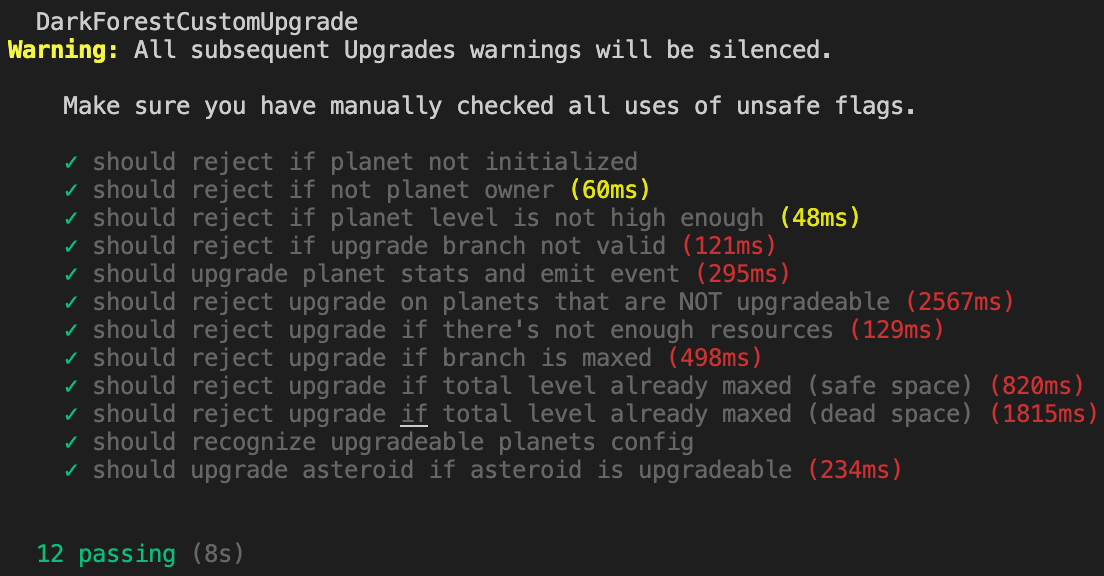 DarkForestCustomUpgrade
Warning: All subsequent Upgrades warnings will be silenced.
Make sure you have manually checked all uses of unsafe flags.
✓ should reject if planet not initialized
✓ should reject if not planet owner (60ms)
✓ should reject if planet level is not high enough (48ms)
✓ should reject if upgrade branch not valid (121ms)
✓ should upgrade planet stats and emit event (295ms)
✓ should reject upgrade on planets that are NOT upgradeable (2567ms)
✓ should reject upgrade if there's not enough resources (129ms)
✓ should reject upgrade if branch is maxed (498ms)
✓ should reject upgrade if total level already maxed (safe space) (820ms)
✓ should reject upgrade if total level already maxed (dead space) (1815ms)
✓ should recognize upgradeable planets config
✓ should upgrade asteroid if asteroid is upgradeable (234ms)
12 passing (8s)